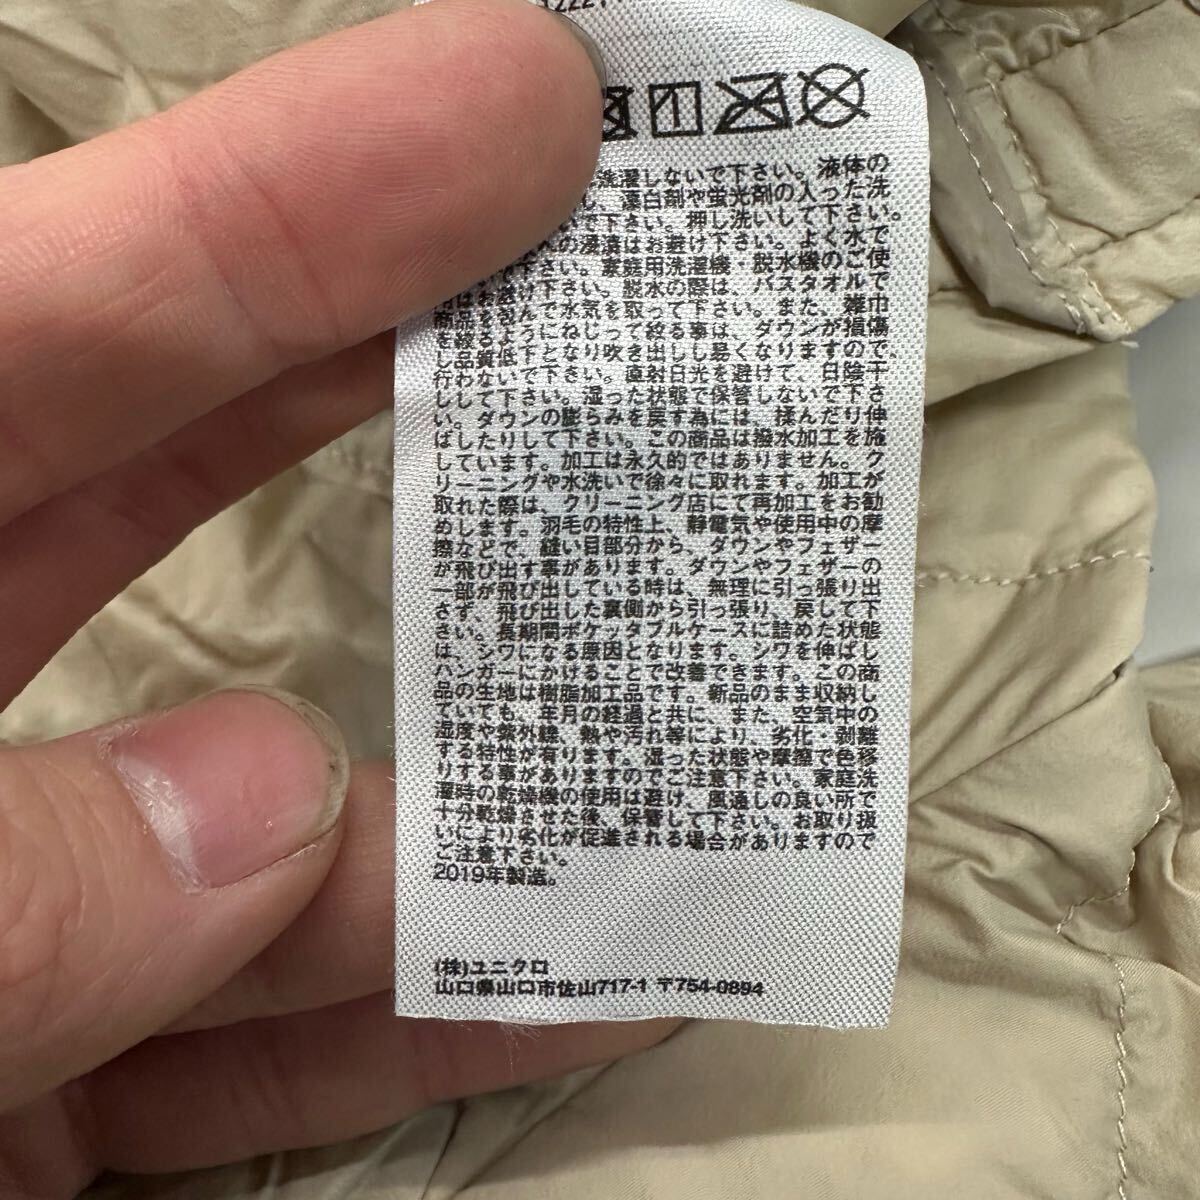 洗濯しないで下さい。液体の
し、漂白剤や蛍光剤の入った洗
で下さい。押し洗いして下さい。
の浸漬はお避け下さい。よく水で
下さい。家庭用洗濯機・脱水機のご使
下さい。脱水の際は、バスタオルで
で水気を取って下さい。また、雑巾
うにねじり絞る事は、ダウンが損傷
下となり、吹き出し易くなります。で、
いで下さい。直射日光を避けて、日陰干
して下さい。湿った状態で保管しないで下さ
い。ダウンの膨らみを戻す為には、揉んだり伸
ばしたりして下さい。この商品は撥水加工を施
しています。加工は永久的ではありません。ク
リーニングや水洗いで徐々に取れます。加工が
取れた際は、クリーニング店にて再加工をお勧
めします。羽毛の特性上、静電気や使用中の摩
擦などで、縫い目部分から、ダウンやフェザー
が飛び出す事があります。ダウンやフェザーの
一部が飛び出している時は、無理に引っ張り出
さず、飛び出した裏側から引っ張り、戻して下
さい。長期間ポケッタブルケースに詰めた状態
は、シワになる原因となります。シワを伸ばし
ハンガーにかけることで改善できます。この商
品の生地は樹脂加工品です。新品のまま収納し
ていても、年月の経過と共に、また、空気中の
湿度や紫外線、熱や汚れ等により、劣化・剥離
する特性が有ります。湿った状態や摩擦で色移
りする事がありますのでご注意下さい。家庭洗
濯時の乾燥機の使用は避け、風通しの良い所で
十分に乾燥させた後、保管して下さい。お取り扱
いにより劣化が促進される場合がありますので
ご注意下さい。
2019年製造。
(株)ユニクロ
山口県山口市佐山717-1 〒754-0894